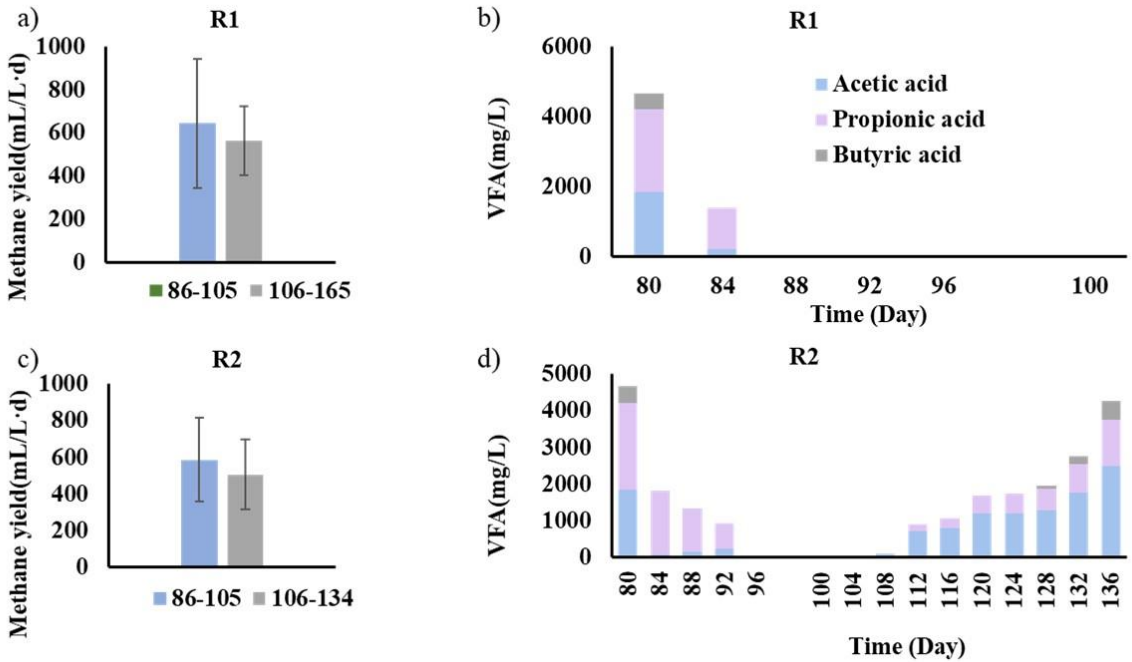 a)
R1
Methane yield(mL/L·d)
1000
800
600
400
200
0
86-105 106-165
b)
R1
VFA(mg/L)
6000
4000
2000
0
Acetic acid
Propionic acid
Butyric acid
80 84 88 92 96 100
Time (Day)
c)
R2
Methane yield(mL/L·d)
1000
800
600
400
200
0
86-105 106-134
d)
R2
VFA(mg/L)
5000
4000
3000
2000
1000
0
80 84 88 92 96 100 104 108 112 116 120 124 128 132 136
Time (Day)